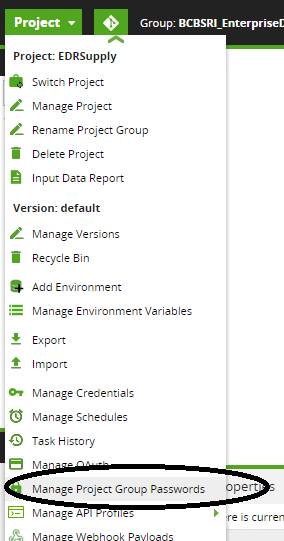 Project
Group: BCBSRI_EnterpriseD
Project: EDRSupply
Switch Project
Manage Project
Rename Project Group
Delete Project
Input Data Report
Version: default
Manage Versions
Recycle Bin
Add Environment
Manage Environment Variables
Export
Import
Manage Credentials
Manage Schedules
Task History
Manage OAuth
Manage Project Group Passwords
operties
Manage API Profiles
ere is curren
Manage Webhook Payloads